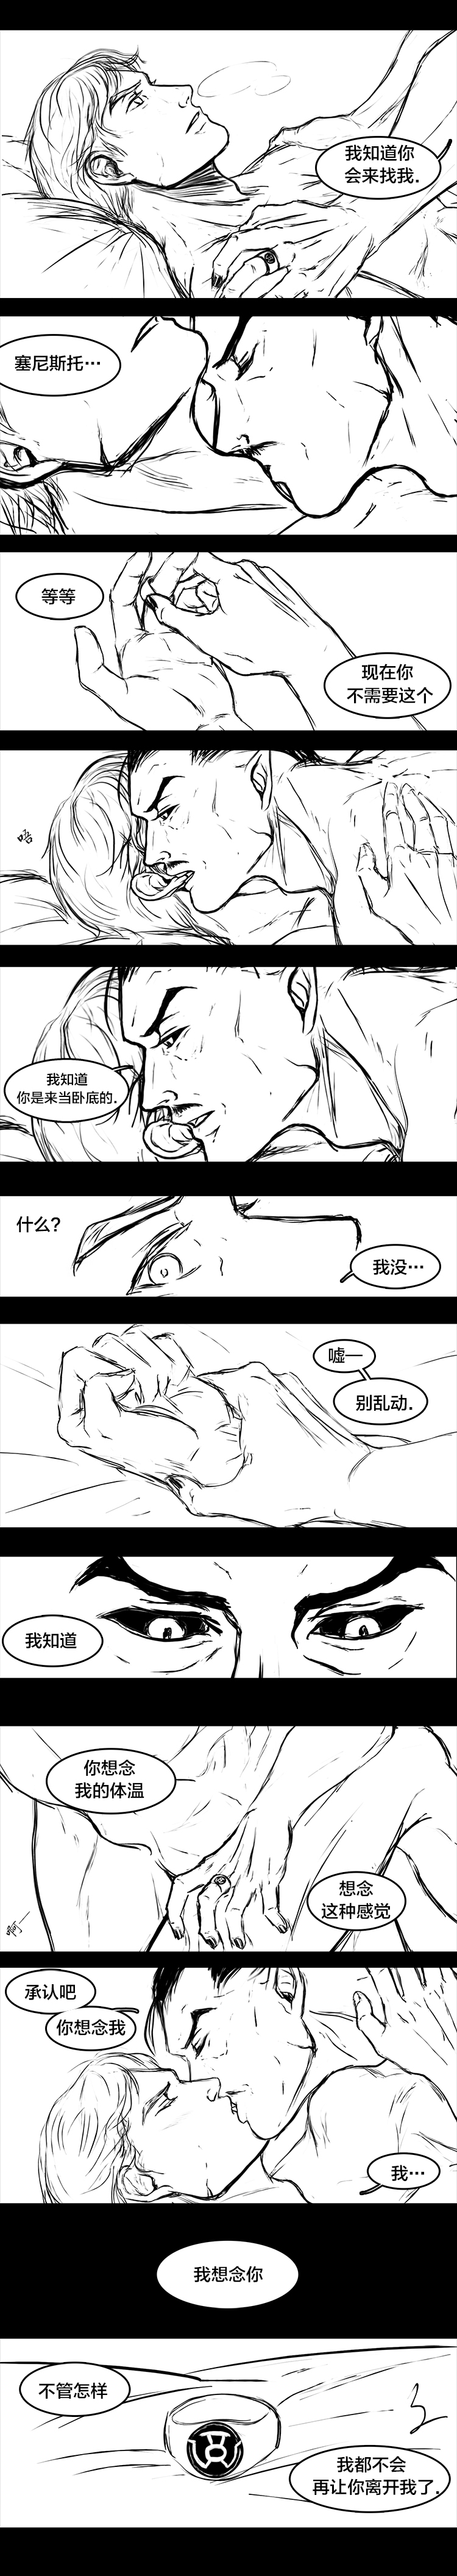 我知道你
会来找我.
塞尼斯托…
等等
现在你
不需要这个
唔
我知道
你是来当卧底的.
什么?
我没…
嘘—
别乱动.
我知道
你想念
我的体温
想念
这种感觉
啊—
承认吧
你想念我
我…
我想念你
不管怎样
我都不会
再让你离开我了.